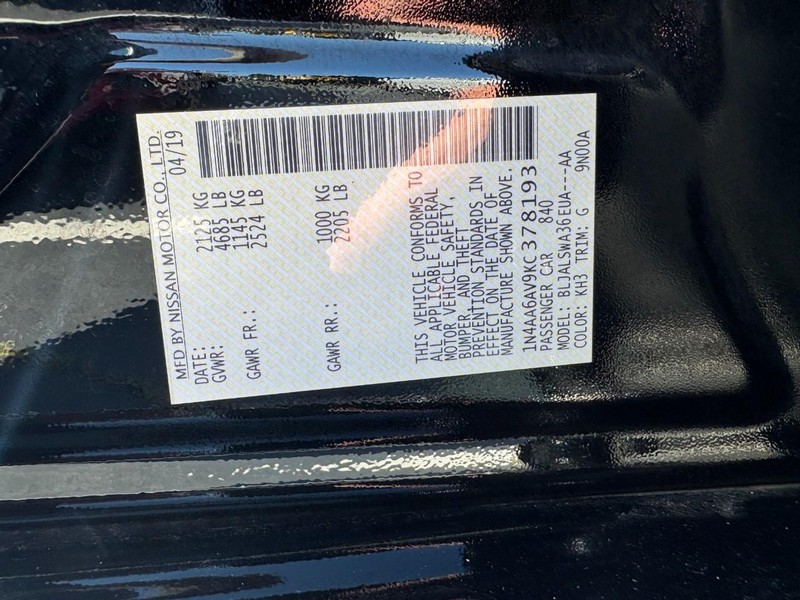 MFD BY NISSAN MOTOR CO., LTD.
DATE: 04/19
GVWR: 2125 KG
4685 LB
GAWR FR.: 1145 KG
2524 LB
GAWR RR.: 1000 KG
2205 LB
THIS VEHICLE CONFORMS TO
ALL APPLICABLE FEDERAL
MOTOR VEHICLE SAFETY,
BUMPER, AND THEFT
PREVENTION STANDARDS IN
EFFECT ON THE DATE OF
MANUFACTURE SHOWN ABOVE.
1N4AA6AV9KC378193
PASSENGER CAR 840
MODEL: BLJALSWA36EUA---AA
COLOR: KH3 TRIM: G 9N00A